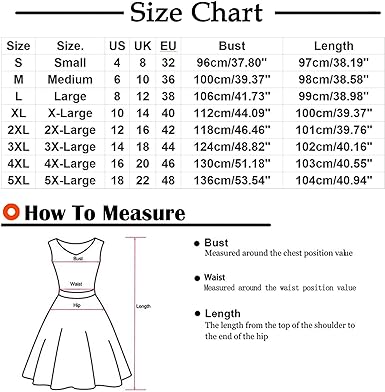 Size Chart
Size Size. US UK EU Bust Length
S Small 4 8 32 96cm/37.80" 97cm/38.19"
M Medium 6 10 36 100cm/39.37" 98cm/38.58"
L Large 8 12 38 106cm/41.73" 99cm/38.98"
XL X-Large 10 14 40 112cm/44.09" 100cm/39.37"
2XL 2X-Large 12 16 42 118cm/46.46" 101cm/39.76"
3XL 3X-Large 14 18 44 124cm/48.82" 102cm/40.16"
4XL 4X-Large 16 20 46 130cm/51.18" 103cm/40.55"
5XL 5X-Large 18 22 48 136cm/53.54" 104cm/40.94"
How To Measure
Bust
Waist
Hip
Length
Bust
Measured around the chest position value
Waist
Measured around the waist position value
Length
The length from the top of the shoulder to
the end of the hip